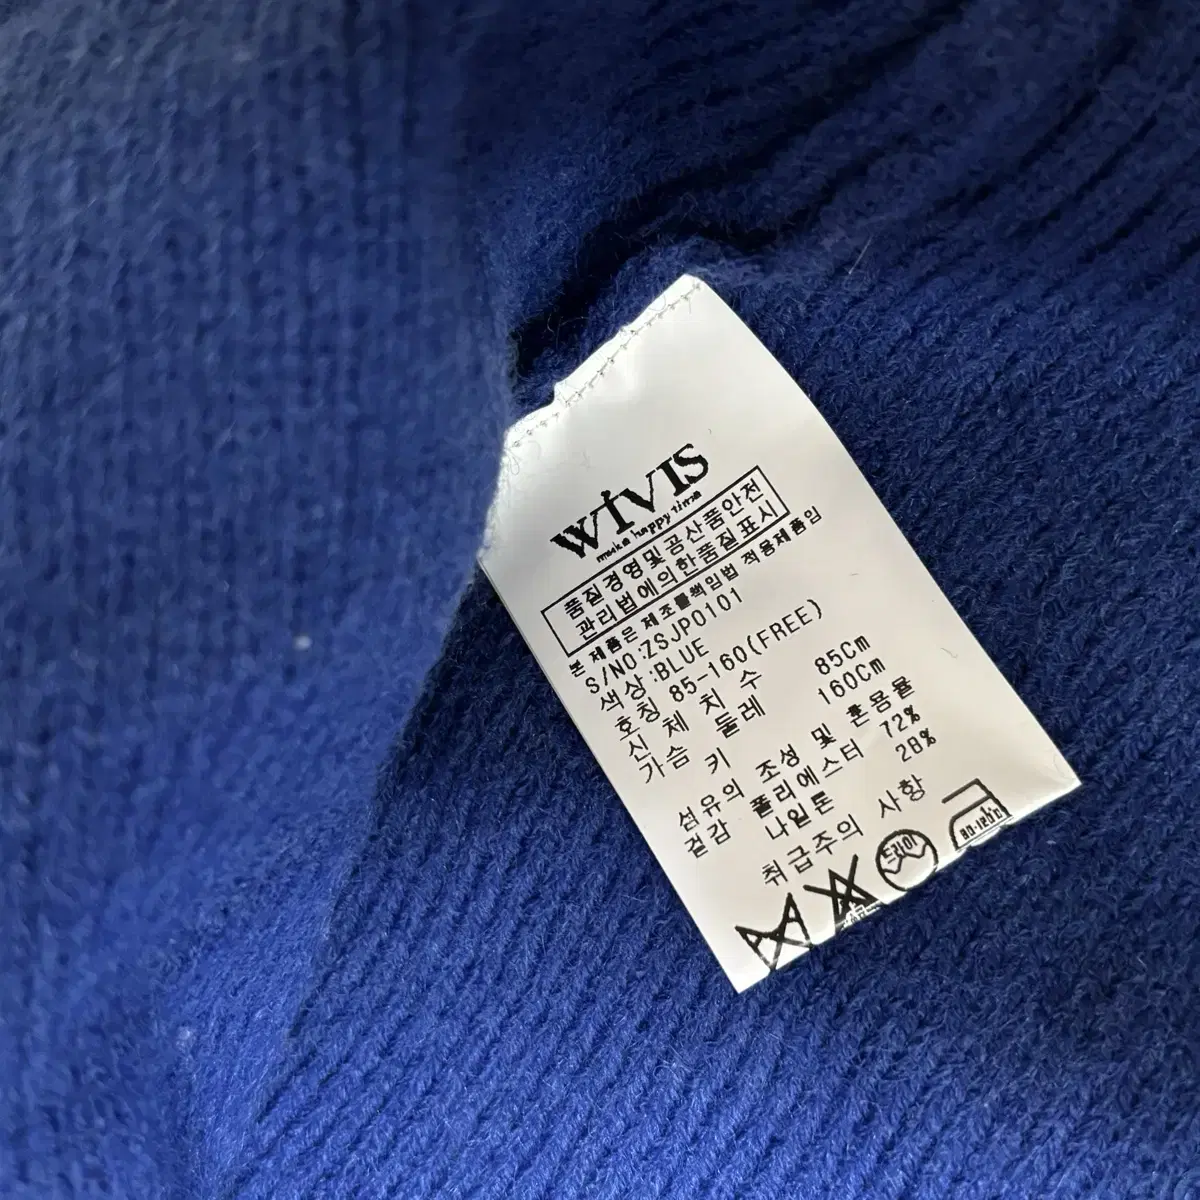 WIVIS
make happy time
품질경영및공산품안전
관리법에의한품질표시
본 제품은 제조물책임법 적용제품임
S/NO:ZSJP0101
색상:BLUE
호칭 85-160(FREE)
신 체 치 수
가슴 둘레 85Cm
키 160Cm
섬유의 조성 및 혼용율
겉감 폴리에스터 72%
나일론 28%
취급주의 사항
드라이